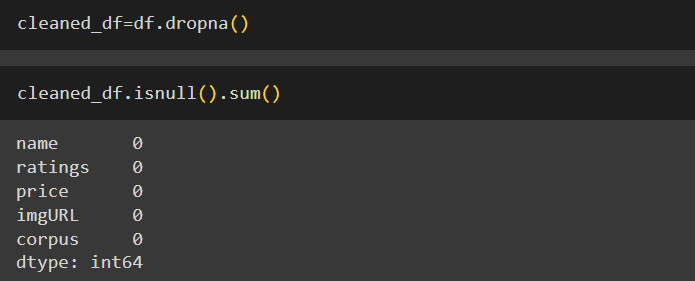 cleaned_df=df.dropna()
cleaned_df.isnull().sum()
name 0
ratings 0
price 0
imgURL 0
corpus 0
dtype: int64